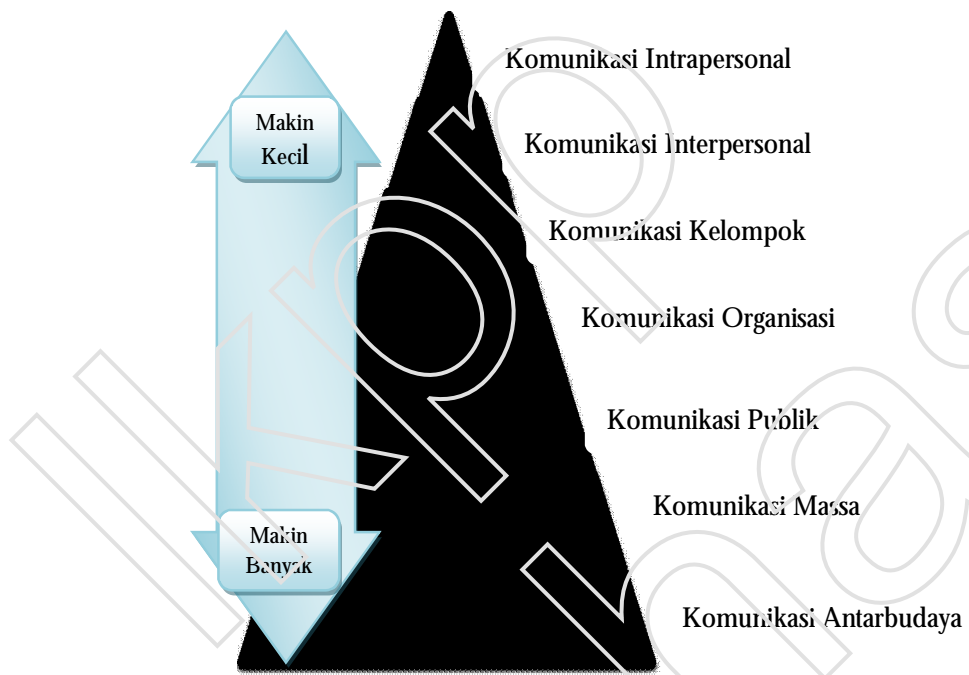 Komunikasi Intrapersonal
Makin
Kecil
Komunikasi Interpersonal
Komunikasi Kelompok
Komunikasi Organisasi
Komunikasi Publik
Komunikasi Massa
Makin
Banyak
Komunikasi Antarbudaya